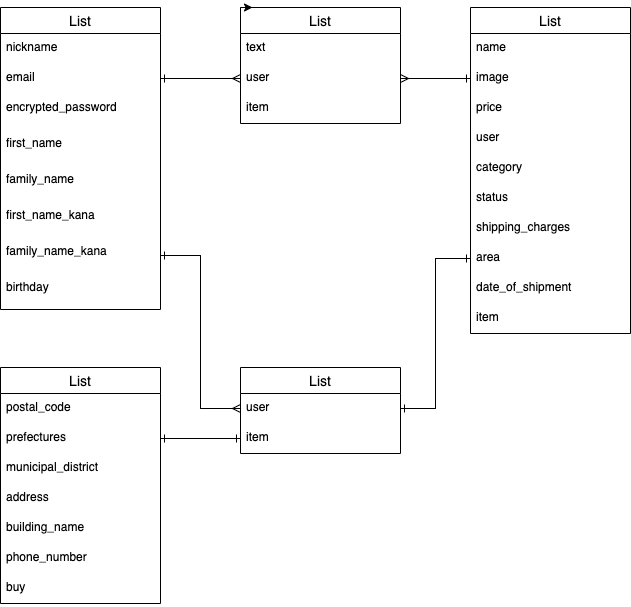 List
nickname
email
encrypted_password
first_name
family_name
first_name_kana
family_name_kana
birthday
List
text
user
item
List
name
image
price
user
category
status
shipping_charges
area
date_of_shipment
item
List
postal_code
prefectures
municipal_district
address
building_name
phone_number
buy
List
user
item